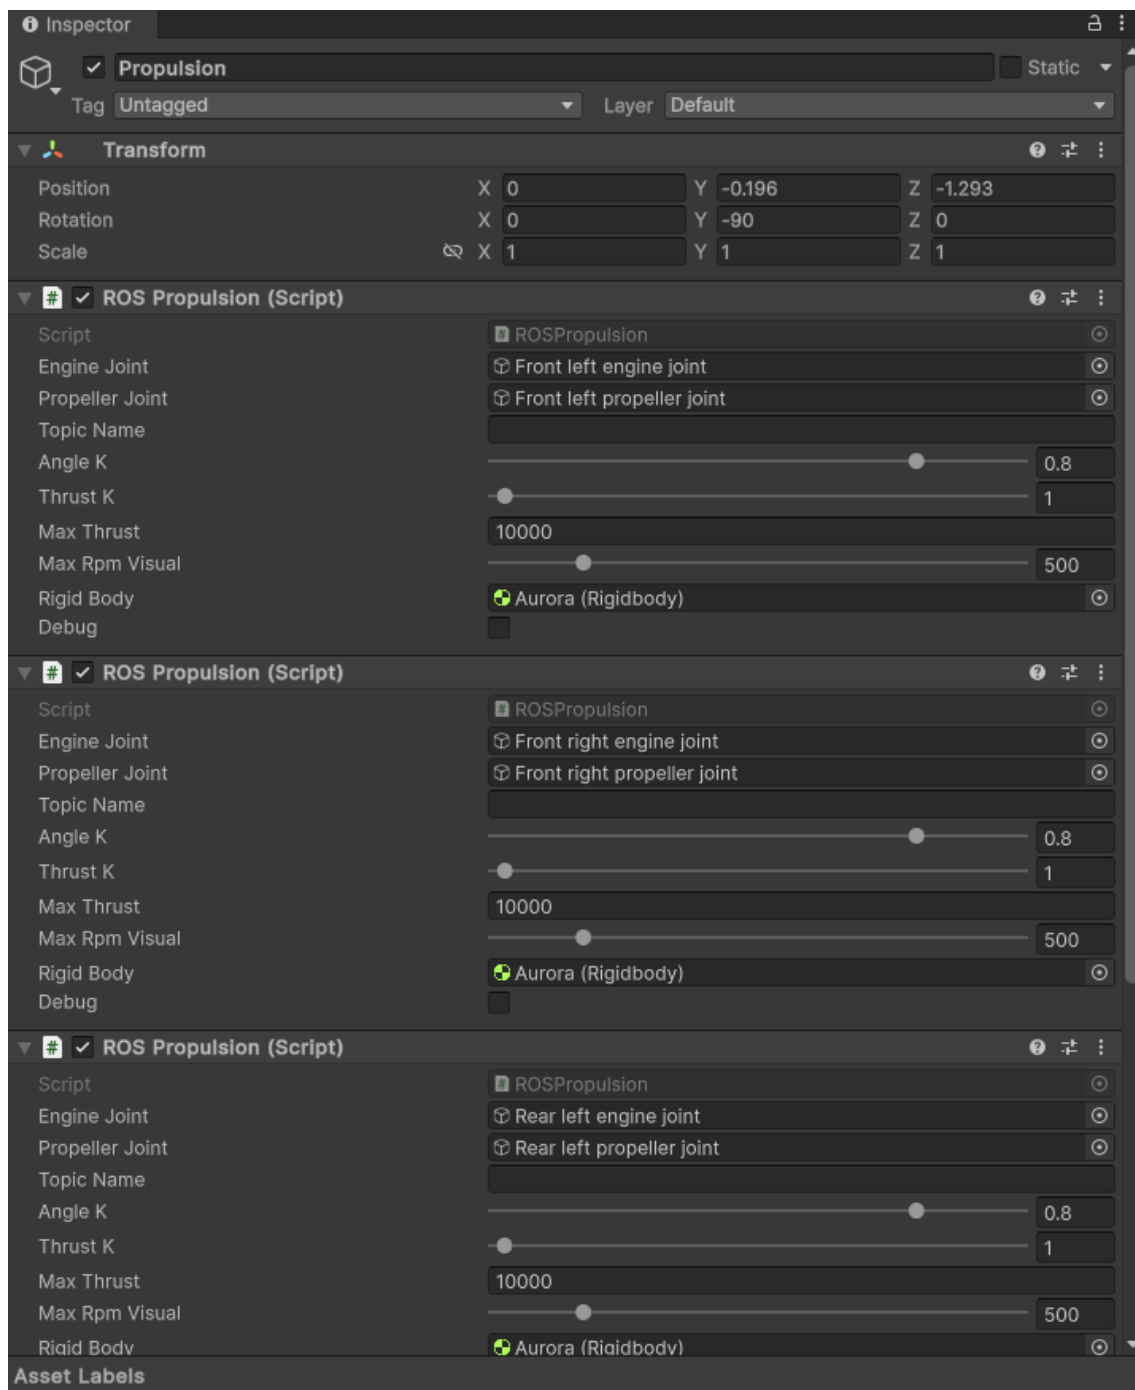 Inspector
Propulsion Static
Tag Untagged Layer Default
Transform
Position X 0 Y -0.196 Z -1.293
Rotation X 0 Y -90 Z 0
Scale X 1 Y 1 Z 1
# ROS Propulsion (Script)
Script # ROSPropulsion
Engine Joint Front left engine joint
Propeller Joint Front left propeller joint
Topic Name
Angle K 0.8
Thrust K 1
Max Thrust 10000
Max Rpm Visual 500
Rigid Body Aurora (Rigidbody)
Debug
# ROS Propulsion (Script)
Script # ROSPropulsion
Engine Joint Front right engine joint
Propeller Joint Front right propeller joint
Topic Name
Angle K 0.8
Thrust K 1
Max Thrust 10000
Max Rpm Visual 500
Rigid Body Aurora (Rigidbody)
Debug
# ROS Propulsion (Script)
Script # ROSPropulsion
Engine Joint Rear left engine joint
Propeller Joint Rear left propeller joint
Topic Name
Angle K 0.8
Thrust K 1
Max Thrust 10000
Max Rpm Visual 500
Rigid Body Aurora (Rigidbody)
Asset Labels